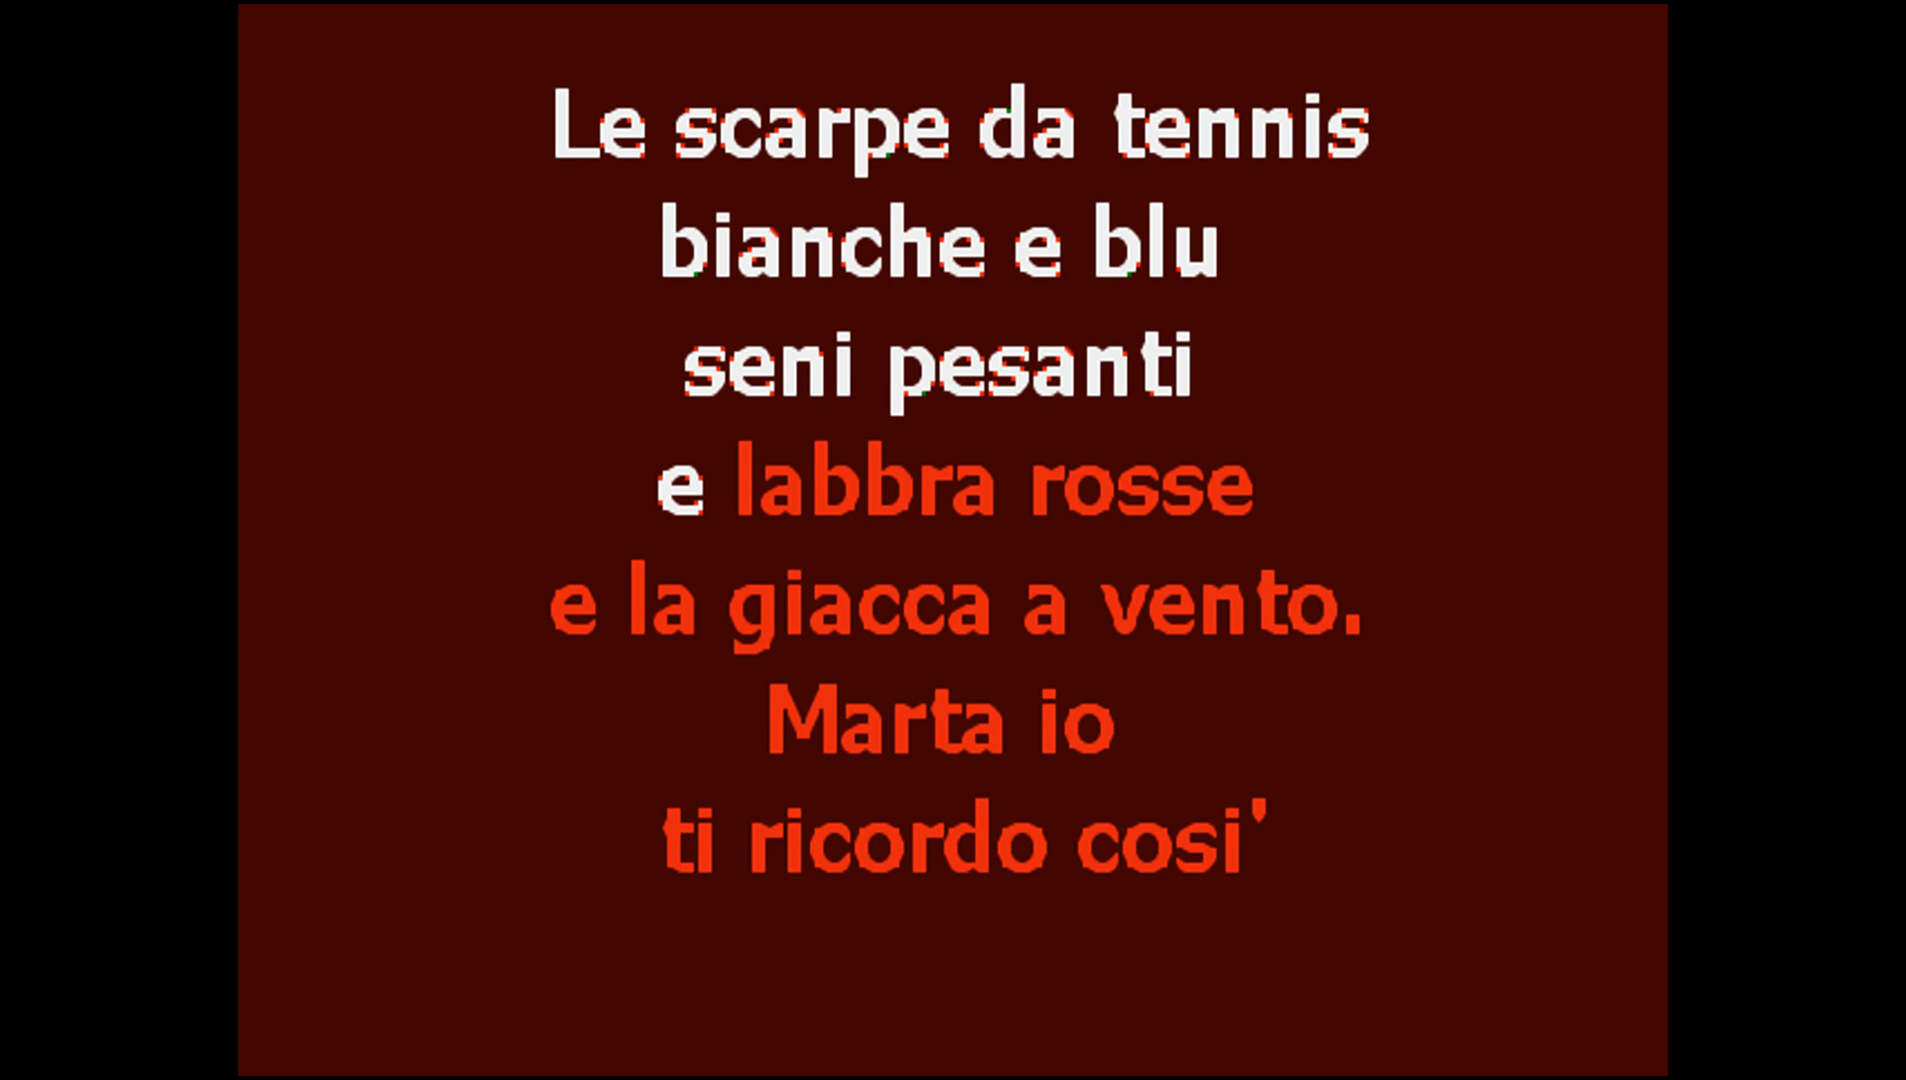 Le scarpe da tennis
bianche e blu
seni pesanti
e labbra rosse
e la giacca a vento.
Marta io
ti ricordo cosi'